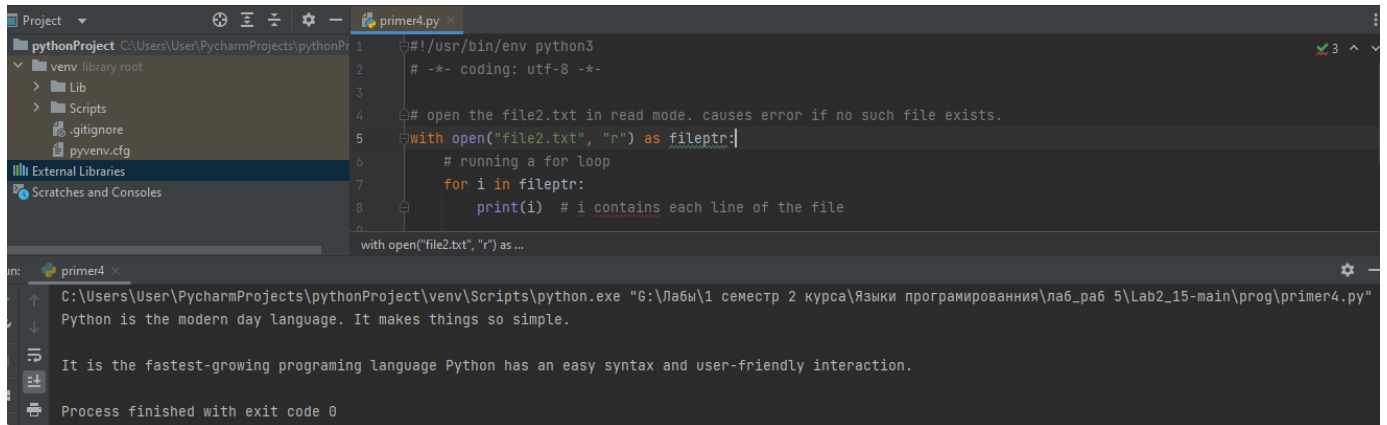 Project
primer4.py
pythonProject C:\Users\User\PycharmProjects\pythonPr
venv library root
Lib
Scripts
.gitignore
pyvenv.cfg
External Libraries
Scratches and Consoles
1 #!/usr/bin/env python3
2 # -*- coding: utf-8 -*-
3
4 # open the file2.txt in read mode. causes error if no such file exists.
5 with open("file2.txt", "r") as fileptr:
6 # running a for loop
7 for i in fileptr:
8 print(i) # i contains each line of the file
3
with open("file2.txt", "r") as ...
un: primer4
C:\Users\User\PycharmProjects\pythonProject\venv\Scripts\python.exe "G:\Лабы\1 семестр 2 курса\Языки програмированния\лаб_раб 5\Lab2_15-main\prog\primer4.py"
Python is the modern day language. It makes things so simple.
It is the fastest-growing programing language Python has an easy syntax and user-friendly interaction.
Process finished with exit code 0